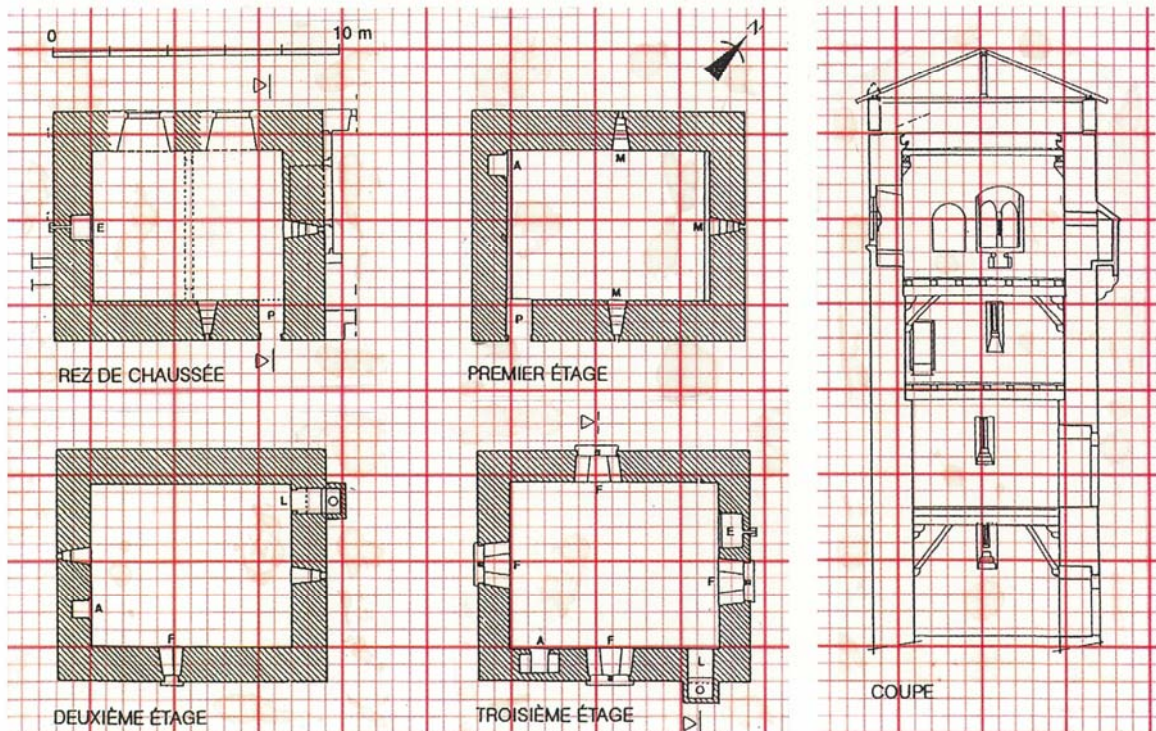 0 10 m
N
E E P
REZ DE CHAUSSÉE
A M M M P
PREMIER ÉTAGE
L A F
DEUXIÈME ÉTAGE
F E F F A F L
TROISIÈME ÉTAGE
COUPE